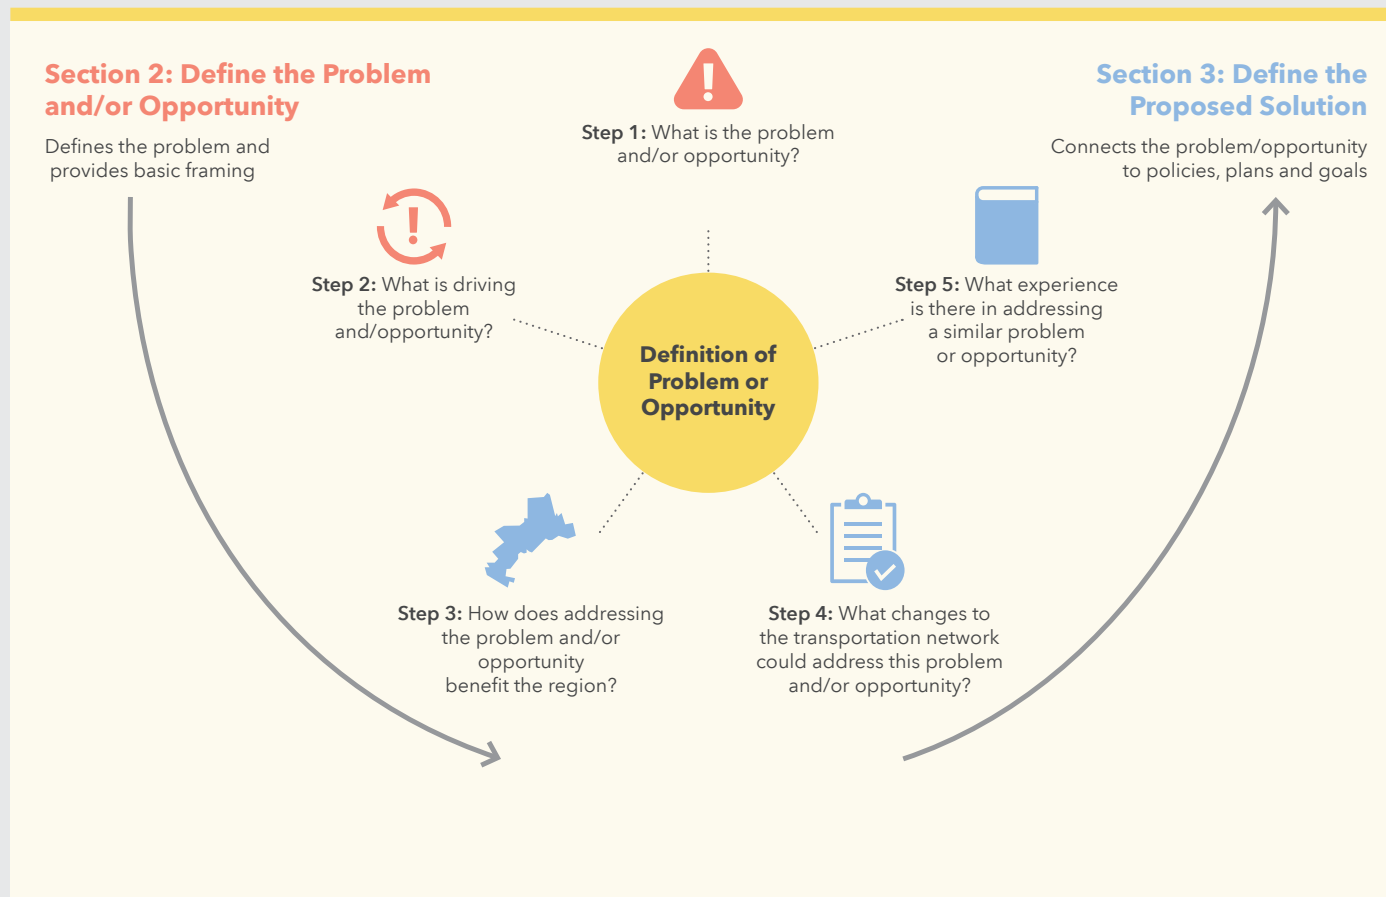 Section 2: Define the Problem
and/or Opportunity
Defines the problem and
provides basic framing
Step 1: What is the problem
and/or opportunity?
Section 3: Define the
Proposed Solution
Connects the problem/opportunity
to policies, plans and goals
Step 2: What is driving
the problem
and/opportunity?
Step 5: What experience
is there in addressing
a similar problem
or opportunity?
Definition of
Problem or
Opportunity
Step 3: How does addressing
the problem and/or
opportunity
benefit the region?
Step 4: What changes to
the transportation network
could address this problem
and/or opportunity?